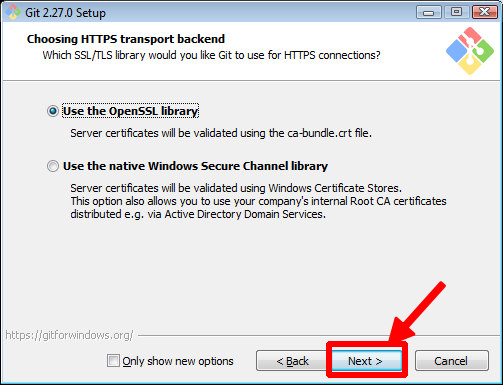 Git 2.27.0 Setup
Choosing HTTPS transport backend
Which SSL/TLS library would you like Git to use for HTTPS connections?
Use the OpenSSL library
Server certificates will be validated using the ca-bundle.crt file.
Use the native Windows Secure Channel library
Server certificates will be validated using Windows Certificate Stores.
This option also allows you to use your company's internal Root CA certificates
distributed e.g. via Active Directory Domain Services.
https://gitforwindows.org/
Only show new options
< Back
Next >
Cancel